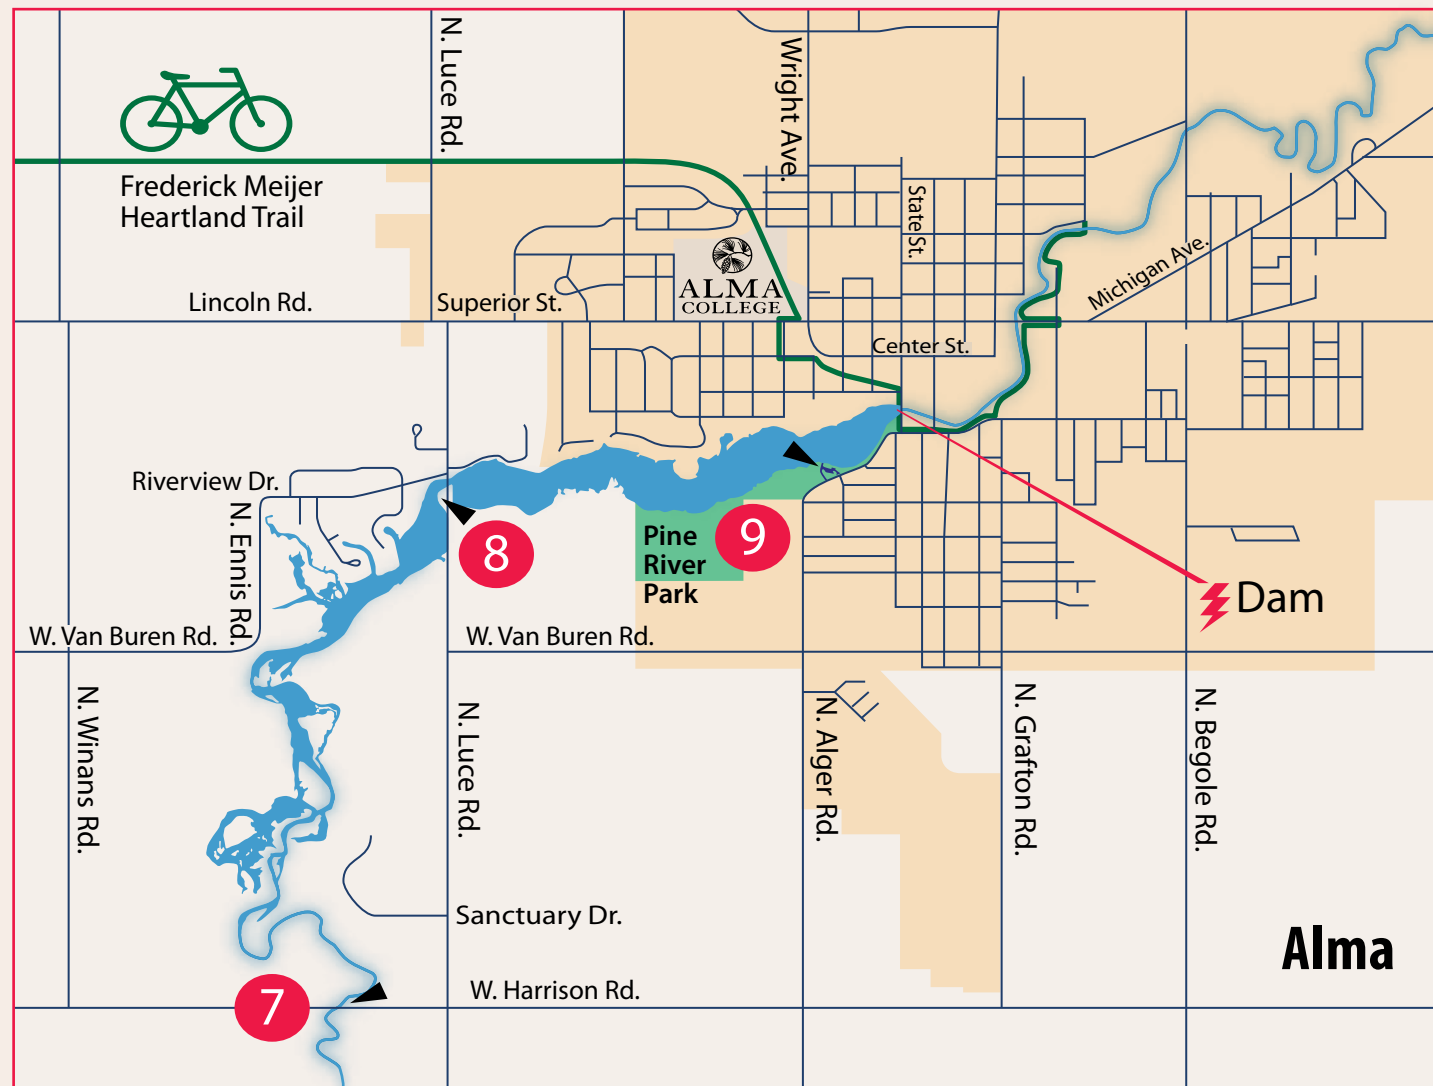 N. Luce Rd.
Wright Ave.
Frederick Meijer
Heartland Trail
State St.
ALMA
COLLEGE
Michigan Ave.
Lincoln Rd.
Superior St.
Center St.
Riverview Dr.
N. Ennis Rd.
8
9
Pine
River
Park
Dam
W. Van Buren Rd.
W. Van Buren Rd.
N. Winans Rd.
N. Luce Rd.
N. Alger Rd.
N. Grafton Rd.
N. Begole Rd.
Sanctuary Dr.
Alma
7
W. Harrison Rd.